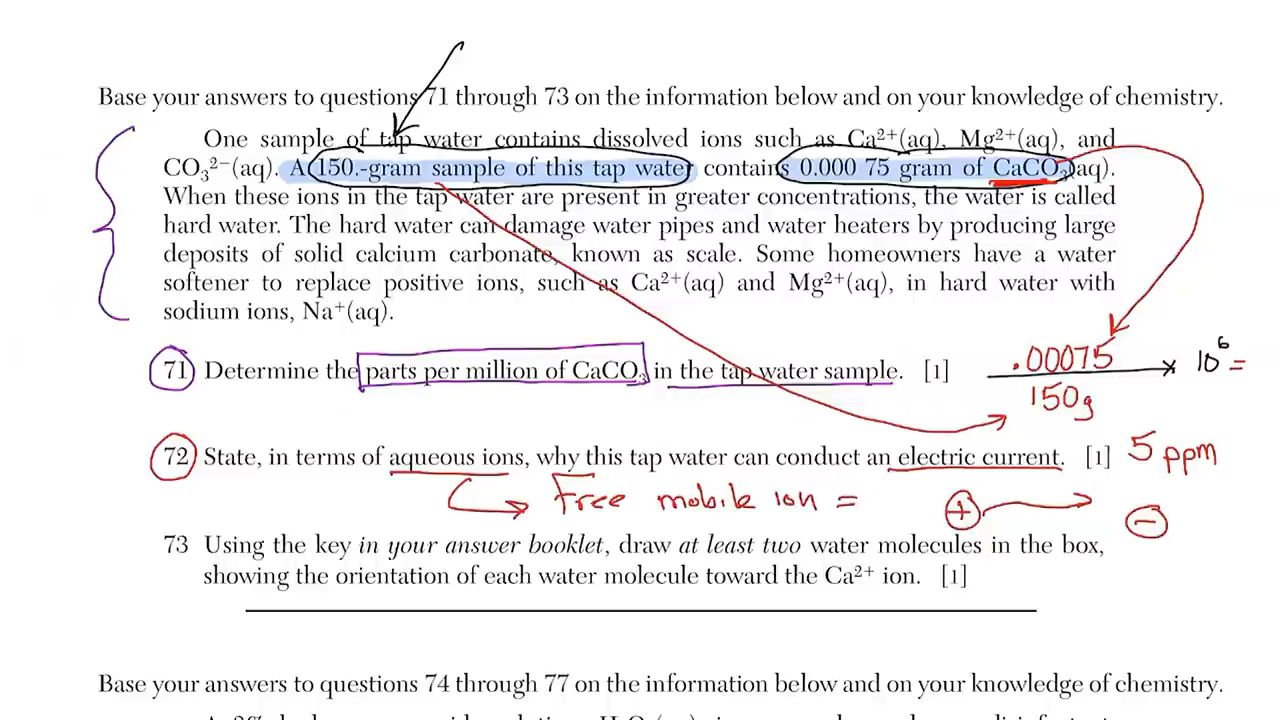 Base your answers to questions 71 through 73 on the information below and on your knowledge of chemistry.
One sample of tap water contains dissolved ions such as Ca²⁺(aq), Mg²⁺(aq), and
CO₃²⁻(aq). A 150.-gram sample of this tap water contains 0.000 75 gram of CaCO₃(aq).
When these ions in the tap water are present in greater concentrations, the water is called
hard water. The hard water can damage water pipes and water heaters by producing large
deposits of solid calcium carbonate, known as scale. Some homeowners have a water
softener to replace positive ions, such as Ca²⁺(aq) and Mg²⁺(aq), in hard water with
sodium ions, Na⁺(aq).
71 Determine the parts per million of CaCO₃ in the tap water sample. [1]
.00075 × 10⁶ =
150g
72 State, in terms of aqueous ions, why this tap water can conduct an electric current. [1]
5 ppm
Free mobile ion = + −
73 Using the key in your answer booklet, draw at least two water molecules in the box,
showing the orientation of each water molecule toward the Ca²⁺ ion. [1]
Base your answers to questions 74 through 77 on the information below and on your knowledge of chemistry.